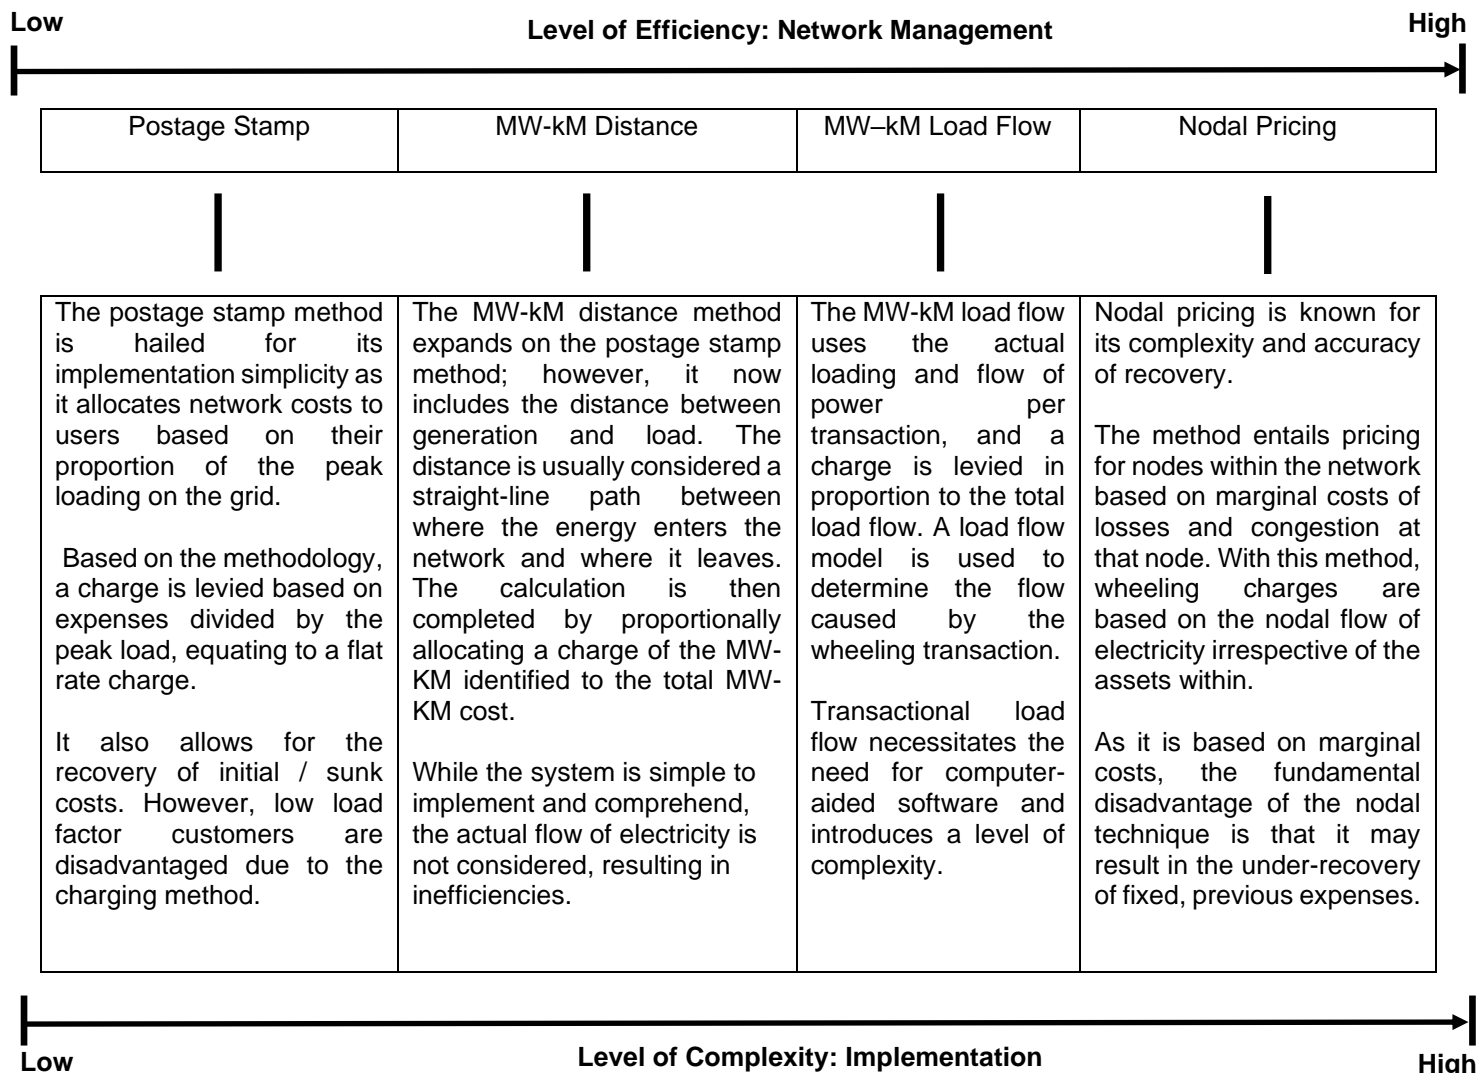 Low
Level of Efficiency: Network Management
High
Postage Stamp
MW-kM Distance
MW–kM Load Flow
Nodal Pricing
The postage stamp method
is hailed for its
implementation simplicity as
it allocates network costs to
users based on their
proportion of the peak
loading on the grid.
Based on the methodology,
a charge is levied based on
expenses divided by the
peak load, equating to a flat
rate charge.
It also allows for the
recovery of initial / sunk
costs. However, low load
factor customers are
disadvantaged due to the
charging method.
The MW-kM distance method
expands on the postage stamp
method; however, it now
includes the distance between
generation and load. The
distance is usually considered a
straight-line path between
where the energy enters the
network and where it leaves.
The calculation is then
completed by proportionally
allocating a charge of the MW-
KM identified to the total MW-
KM cost.
While the system is simple to
implement and comprehend,
the actual flow of electricity is
not considered, resulting in
inefficiencies.
The MW-kM load flow
uses the actual
loading and flow of
power per
transaction, and a
charge is levied in
proportion to the total
load flow. A load flow
model is used to
determine the flow
caused by the
wheeling transaction.
Transactional load
flow necessitates the
need for computer-
aided software and
introduces a level of
complexity.
Nodal pricing is known for
its complexity and accuracy
of recovery.
The method entails pricing
for nodes within the network
based on marginal costs of
losses and congestion at
that node. With this method,
wheeling charges are
based on the nodal flow of
electricity irrespective of the
assets within.
As it is based on marginal
costs, the fundamental
disadvantage of the nodal
technique is that it may
result in the under-recovery
of fixed, previous expenses.
Low
Level of Complexity: Implementation
High